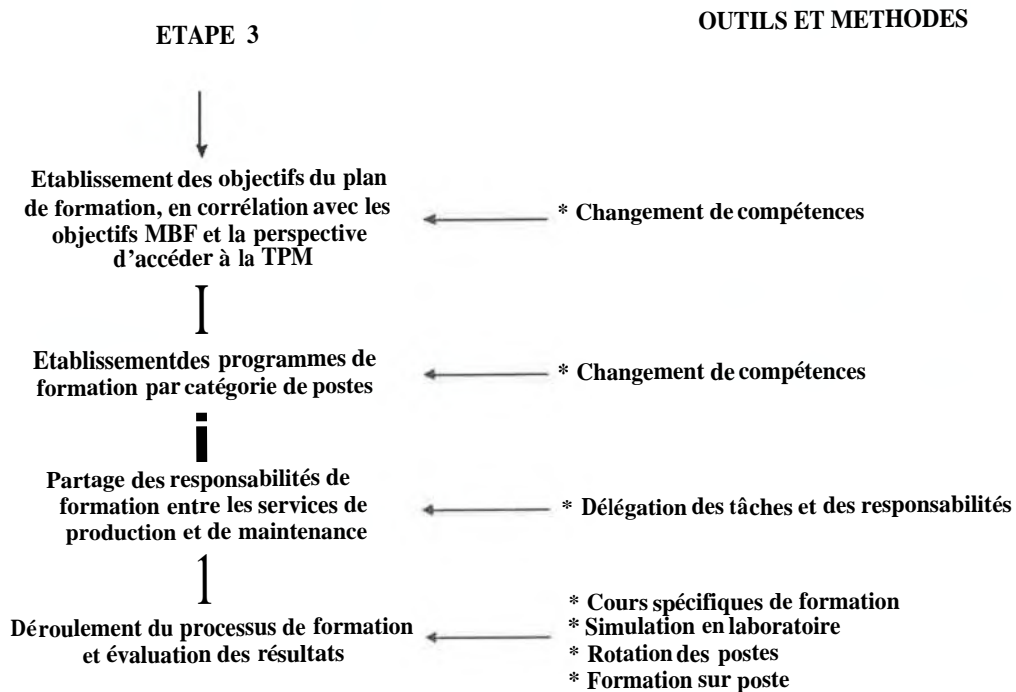 ETAPE 3
OUTILS ET METHODES
Etablissement des objectifs du plan
de formation, en corrélation avec les
objectifs MBF et la perspective
d'accéder à la TPM
* Changement de compétences
Etablissementdes programmes de
formation par catégorie de postes
* Changement de compétences
Partage des responsabilités de
formation entre les services de
production et de maintenance
* Délégation des tâches et des responsabilités
Déroulement du processus de formation
et évaluation des résultats
* Cours spécifiques de formation
* Simulation en laboratoire
* Rotation des postes
* Formation sur poste